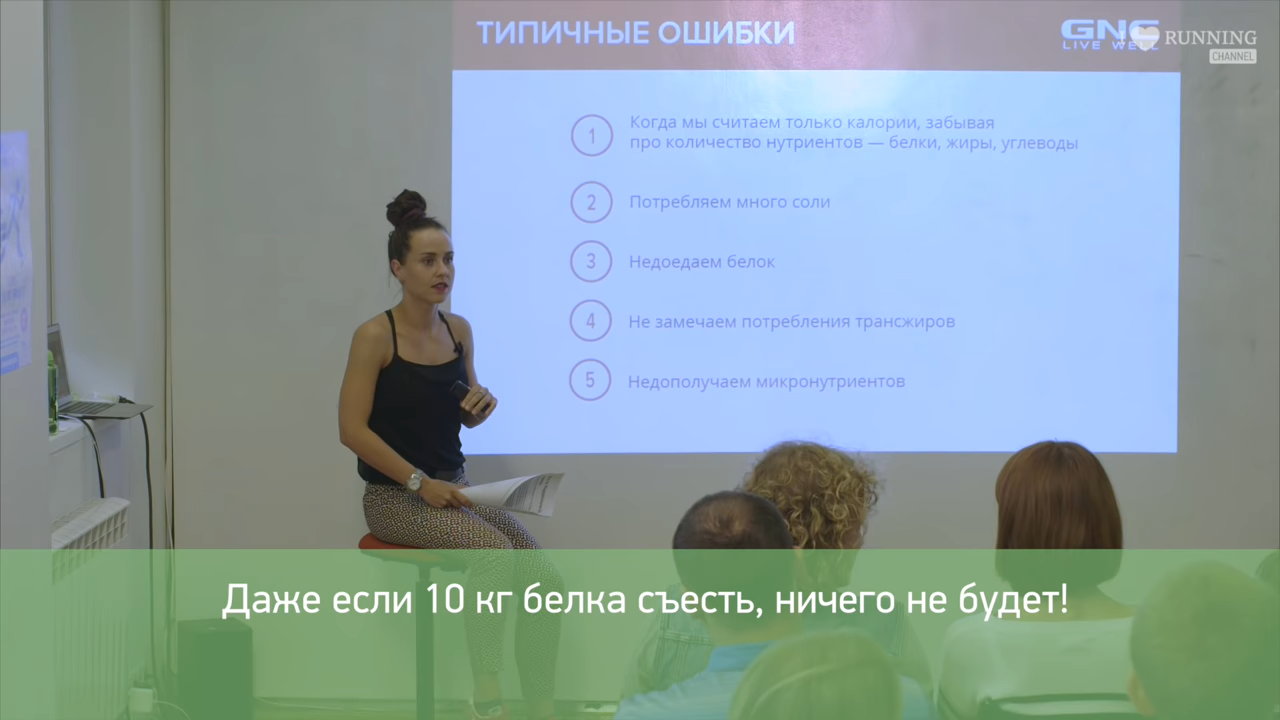 ТИПИЧНЫЕ ОШИБКИ
GNC
LIVE WELL
I RUNNING
CHANNEL
1 Когда мы считаем только калории, забывая
про количество нутриентов — белки, жиры, углеводы
2 Потребляем много соли
3 Недоедаем белок
4 Не замечаем потребления трансжиров
5 Недополучаем микронутриентов
Даже если 10 кг белка съесть, ничего не будет!